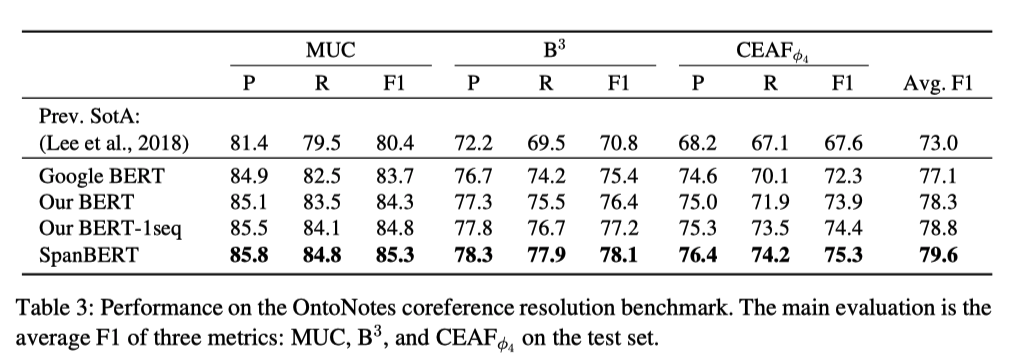 MUC B³ CEAFϕ₄
P R F1 P R F1 P R F1 Avg. F1
Prev. SotA:
(Lee et al., 2018) 81.4 79.5 80.4 72.2 69.5 70.8 68.2 67.1 67.6 73.0
Google BERT 84.9 82.5 83.7 76.7 74.2 75.4 74.6 70.1 72.3 77.1
Our BERT 85.1 83.5 84.3 77.3 75.5 76.4 75.0 71.9 73.9 78.3
Our BERT-1seq 85.5 84.1 84.8 77.8 76.7 77.2 75.3 73.5 74.4 78.8
SpanBERT 85.8 84.8 85.3 78.3 77.9 78.1 76.4 74.2 75.3 79.6
Table 3: Performance on the OntoNotes coreference resolution benchmark. The main evaluation is the
average F1 of three metrics: MUC, B³, and CEAFϕ₄ on the test set.